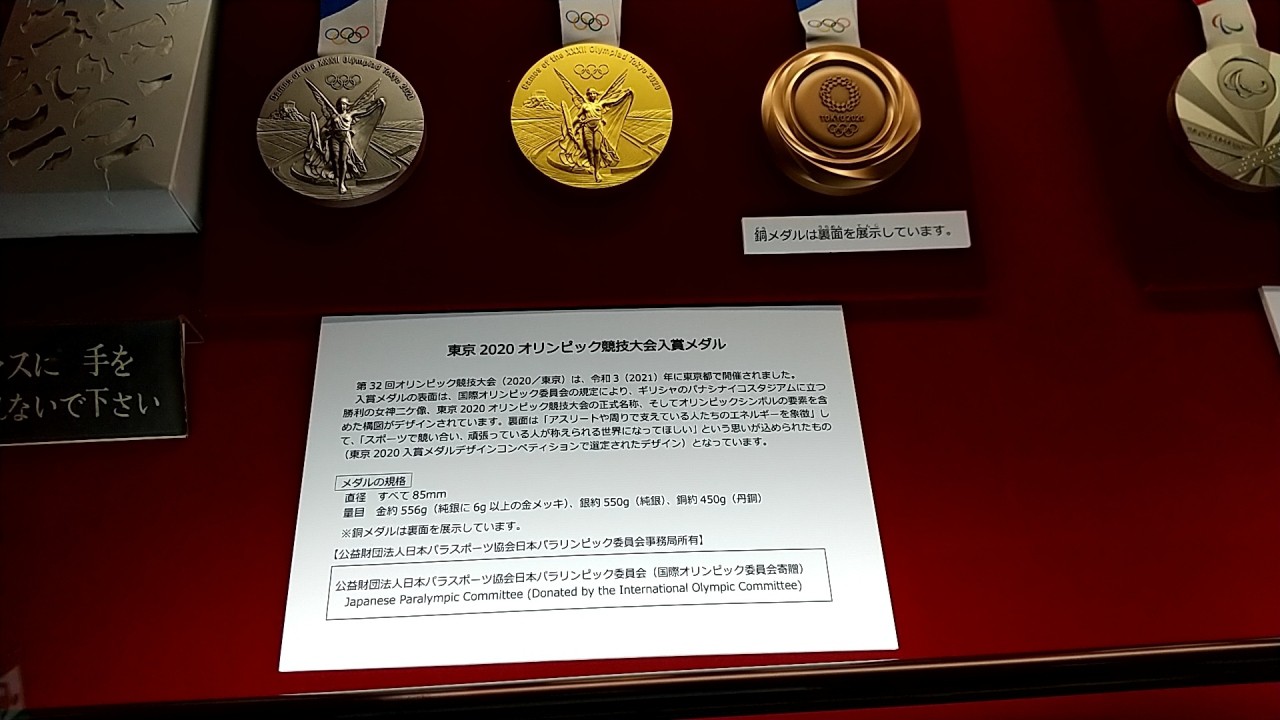 Games of the XXXII Olympiad Tokyo 2020
Games of the XXXII Olympiad Tokyo 2020
TOKYO 2020
銅メダルは裏面を展示しています。
スに 手を
ないで下さい
東京 2020 オリンピック競技大会入賞メダル
第 32 回オリンピック競技大会（2020／東京）は、令和 3（2021）年に東京都で開催されました。
入賞メダルの表面は、国際オリンピック委員会の規定により、ギリシャのパナシナイコスタジアムに立つ
勝利の女神ニケ像、東京 2020 オリンピック競技大会の正式名称、そしてオリンピックシンボルの要素を含
めた構図がデザインされています。裏面は「アスリートや周りで支えている人たちのエネルギーを象徴」し
て、「スポーツで競い合い、頑張っている人が称えられる世界になってほしい」という思いが込められたもの
（東京 2020 入賞メダルデザインコンペティションで選定されたデザイン）となっています。
メダルの規格
直径 すべて 85mm
量目 金約 556g（純銀に 6g 以上の金メッキ）、銀約 550g（純銀）、銅約 450g（丹銅）
※銅メダルは裏面を展示しています。
【公益財団法人日本パラスポーツ協会日本パラリンピック委員会事務局所有】
公益財団法人日本パラスポーツ協会日本パラリンピック委員会（国際オリンピック委員会寄贈）
Japanese Paralympic Committee (Donated by the International Olympic Committee)